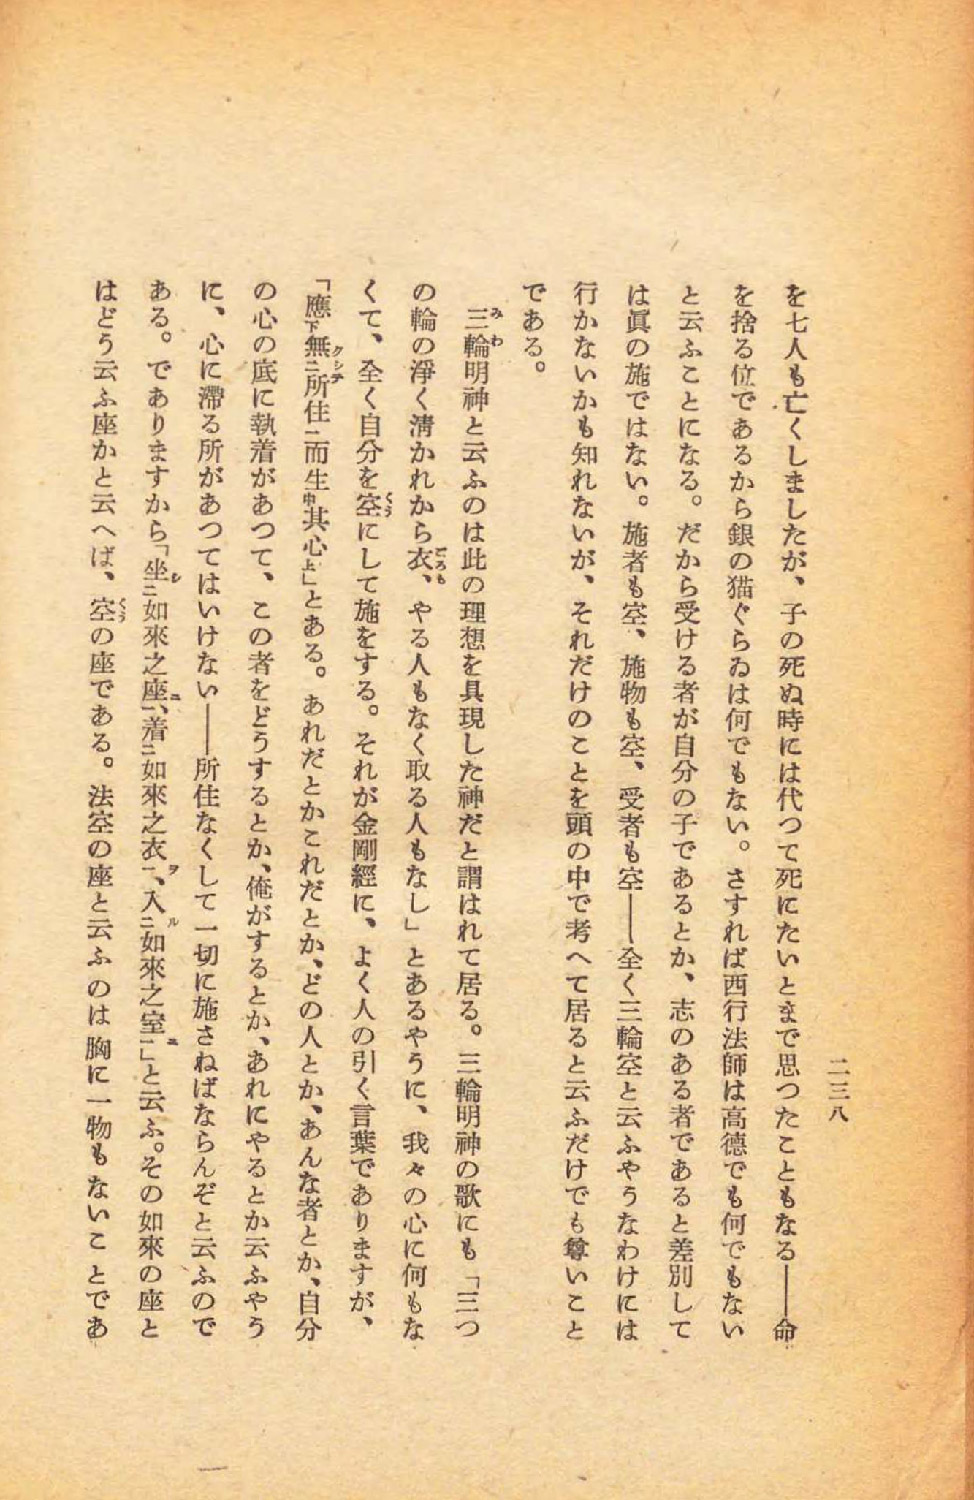 二三八
を七人も亡くしましたが、子の死ぬ時には代つて死にたいとまで思つたこともなる――命
を捨る位であるから銀の猫ぐらゐは何でもない。さすれば西行法師は高德でも何でもない
と云ふことになる。だから受ける者が自分の子であるとか、志のある者であると差別して
は眞の施ではない。施者も空、施物も空、受者も空――全く三輪空と云ふやうなわけには
行かないかも知れないが、それだけのことを頭の中で考へて居ると云ふだけでも尊いこと
である。
三輪明神と云ふのは此の理想を具現した神だと謂はれて居る。三輪明神の歌にも「三つ
の輪の淨く淸かれから衣、やる人もなく取る人もなし」とあるやうに、我々の心に何もな
くて、全く自分を空にして施をする。それが金剛經に、よく人の引く言葉でありますが、
「應下無二所住一而生中其心上」とある。あれだとかこれだとか、どの人とか、あんな者とか、自分
の心の底に執着があつて、この者をどうするとか、俺がするとか、あれにやるとか云ふやう
に、心に滯る所があつてはいけない――所住なくして一切に施さねばならんぞと云ふので
ある。でありますから「坐二如來之座一、着二如來之衣一、入二如來之室一」と云ふ。その如來の座と
はどう云ふ座かと云へば、空の座である。法空の座と云ふのは胸に一物もないことであ